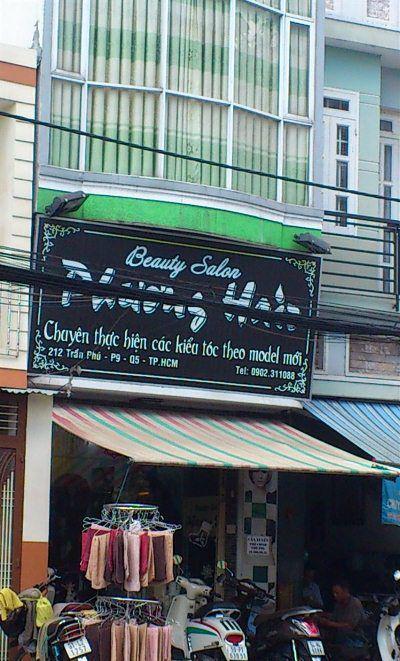 Beauty Salon
Phương
Chuyên thực hiện các kiểu tóc theo model mới
212 Trần Phú - P9 - Q5 - TP.HCM
Tel: 0902.311088